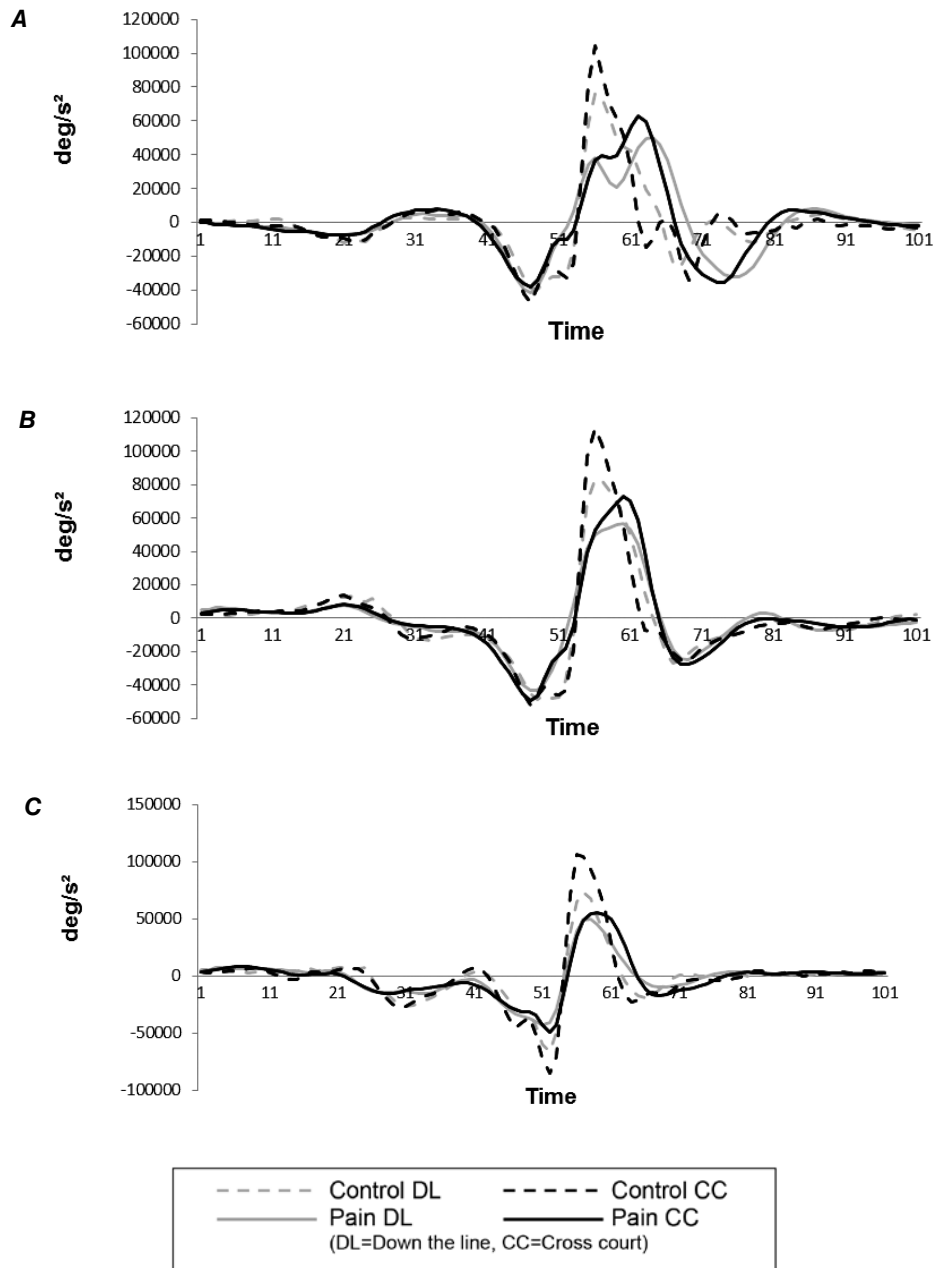 A
120000
100000
80000
60000
40000
20000
0
-20000
-40000
-60000
deg/s²
1 11 21 31 41 51 61 71 81 91 101
Time
B
120000
100000
80000
60000
40000
20000
0
-20000
-40000
-60000
deg/s²
1 11 21 31 41 51 61 71 81 91 101
Time
C
150000
100000
50000
0
-50000
-100000
deg/s²
1 11 21 31 41 51 61 71 81 91 101
Time
Control DL Control CC
Pain DL Pain CC
(DL=Down the line, CC=Cross court)